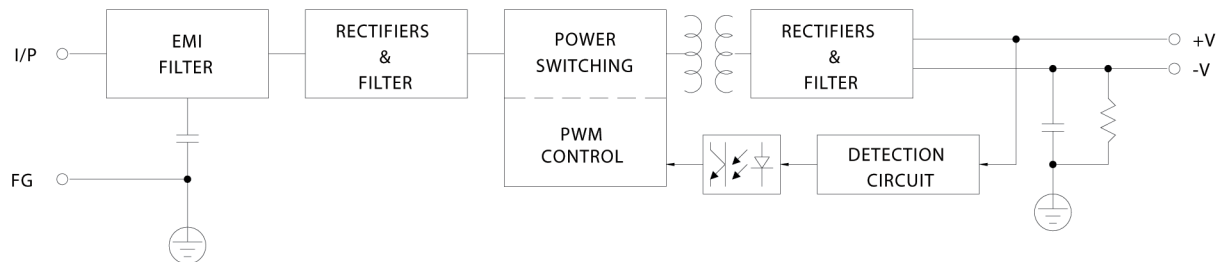 I/P
EMI
FILTER
RECTIFIERS
&
FILTER
POWER
SWITCHING
PWM
CONTROL
RECTIFIERS
&
FILTER
+V
-V
DETECTION
CIRCUIT
FG